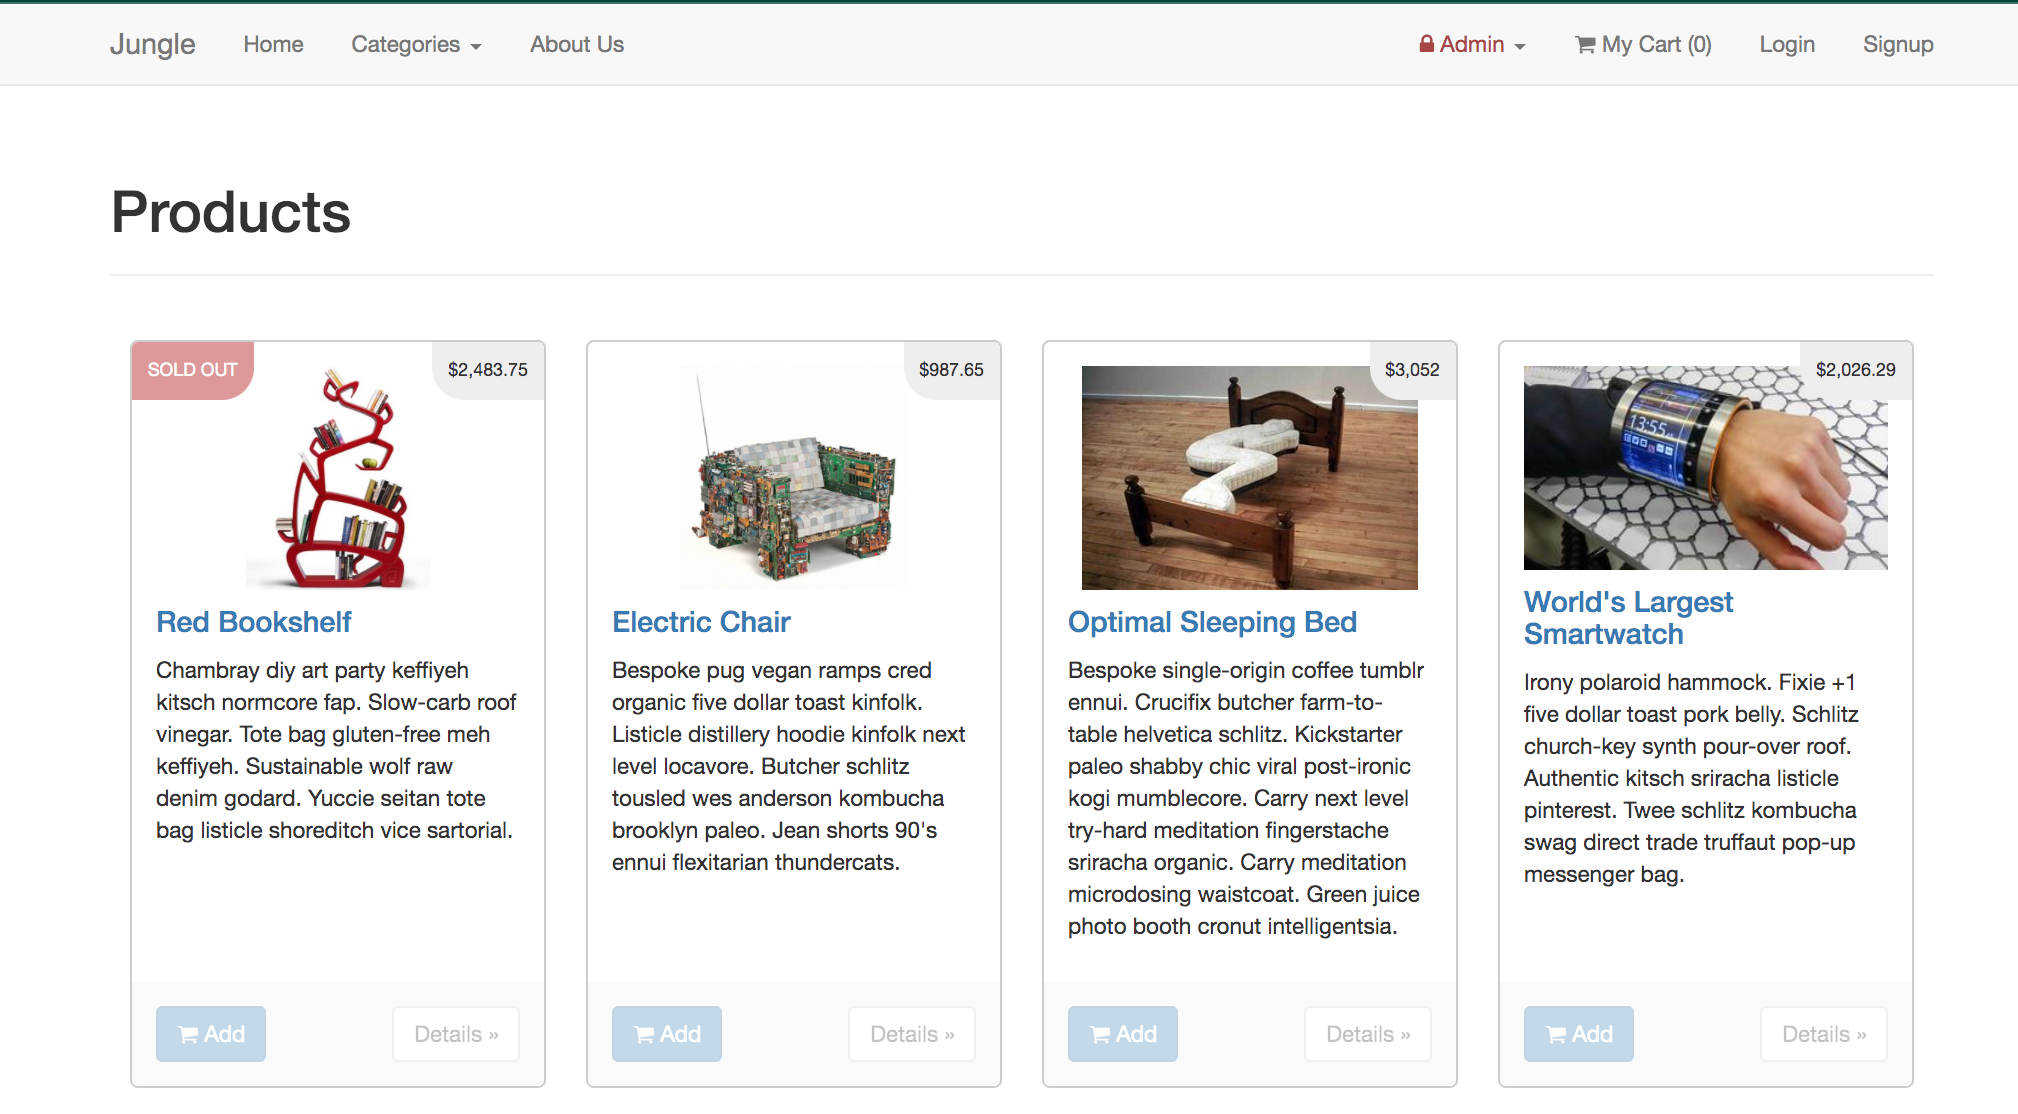 Jungle Home Categories About Us Admin My Cart (0) Login Signup
Products
SOLD OUT
$2,483.75
Red Bookshelf
Chambray diy art party keffiyeh
kitsch normcore fap. Slow-carb roof
vinegar. Tote bag gluten-free meh
keffiyeh. Sustainable wolf raw
denim godard. Yuccie seitan tote
bag listicle shoreditch vice sartorial.
Add
Details »
$987.65
Electric Chair
Bespoke pug vegan ramps cred
organic five dollar toast kinfolk.
Listicle distillery hoodie kinfolk next
level locavore. Butcher schlitz
tousled wes anderson kombucha
brooklyn paleo. Jean shorts 90's
ennui flexitarian thundercats.
Add
Details »
$3,052
Optimal Sleeping Bed
Bespoke single-origin coffee tumblr
ennui. Crucifix butcher farm-to-
table helvetica schlitz. Kickstarter
paleo shabby chic viral post-ironic
kogi mumblecore. Carry next level
try-hard meditation fingerstache
sriracha organic. Carry meditation
microdosing waistcoat. Green juice
photo booth cronut intelligentsia.
Add
Details »
$2,026.29
13:55
World's Largest
Smartwatch
Irony polaroid hammock. Fixie +1
five dollar toast pork belly. Schlitz
church-key synth pour-over roof.
Authentic kitsch sriracha listicle
pinterest. Twee schlitz kombucha
swag direct trade truffaut pop-up
messenger bag.
Add
Details »